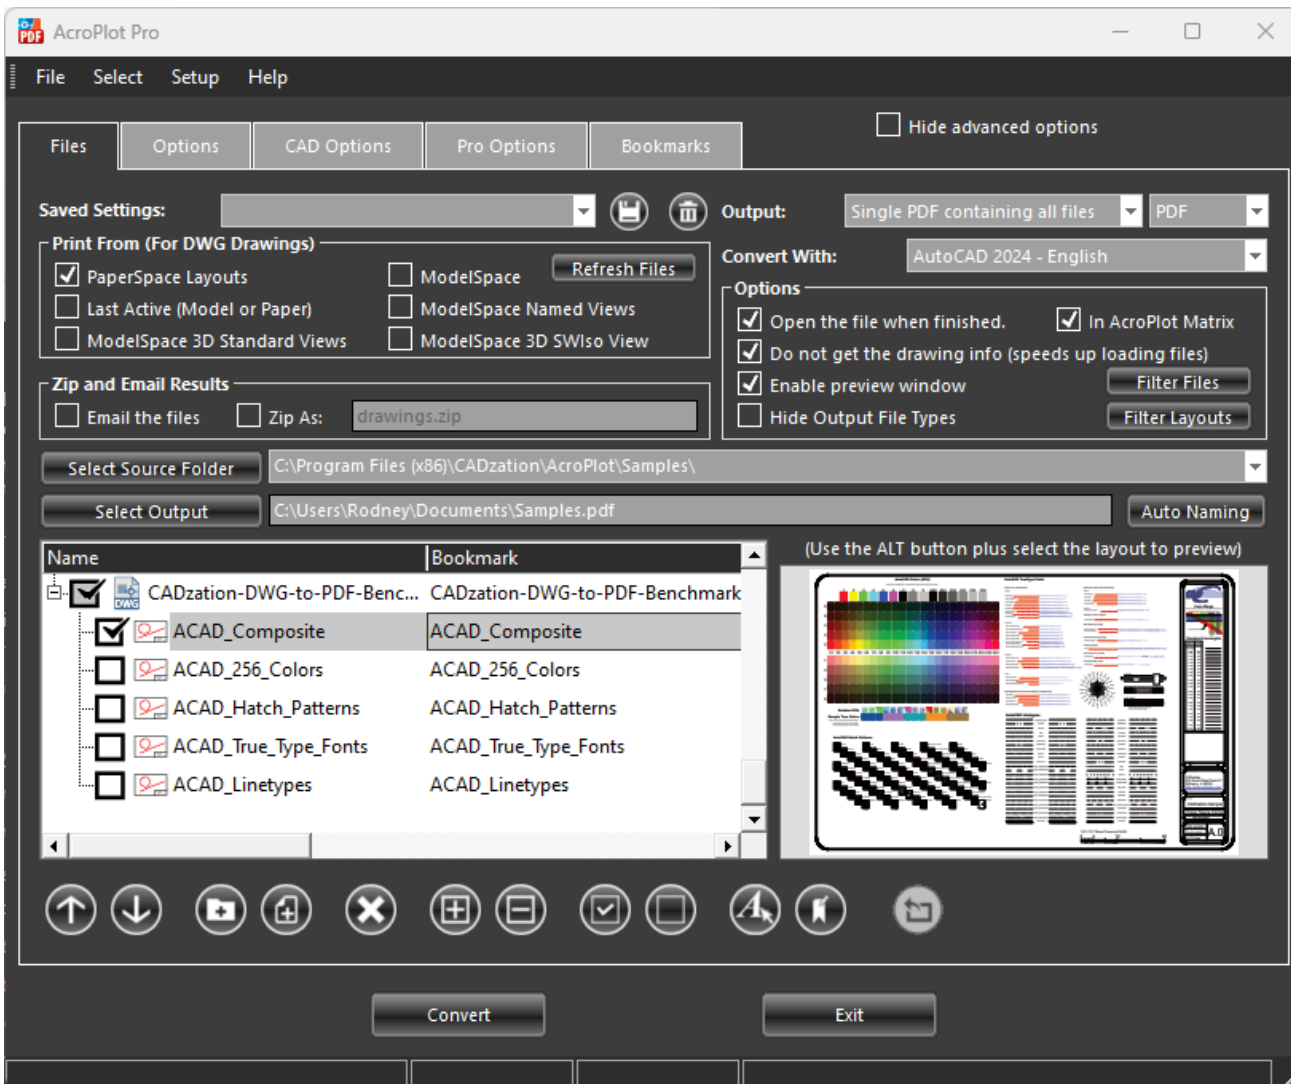 AcroPlot Pro
File Select Setup Help
Hide advanced options
Files Options CAD Options Pro Options Bookmarks
Saved Settings:
Output: Single PDF containing all files PDF
Print From (For DWG Drawings)
PaperSpace Layouts
ModelSpace
Refresh Files
Last Active (Model or Paper)
ModelSpace Named Views
ModelSpace 3D Standard Views
ModelSpace 3D SWIso View
Convert With: AutoCAD 2024 - English
Options
Open the file when finished.
In AcroPlot Matrix
Do not get the drawing info (speeds up loading files)
Enable preview window
Filter Files
Hide Output File Types
Filter Layouts
Zip and Email Results
Email the files
Zip As: drawings.zip
Select Source Folder C:\Program Files (x86)\CADzation\AcroPlot\Samples\
Select Output C:\Users\Rodney\Documents\Samples.pdf Auto Naming
Name Bookmark
DWG CADzation-DWG-to-PDF-Benc... CADzation-DWG-to-PDF-Benchmark
ACAD_Composite ACAD_Composite
ACAD_256_Colors ACAD_256_Colors
ACAD_Hatch_Patterns ACAD_Hatch_Patterns
ACAD_True_Type_Fonts ACAD_True_Type_Fonts
ACAD_Linetypes ACAD_Linetypes
(Use the ALT button plus select the layout to preview)
A.0
Convert
Exit